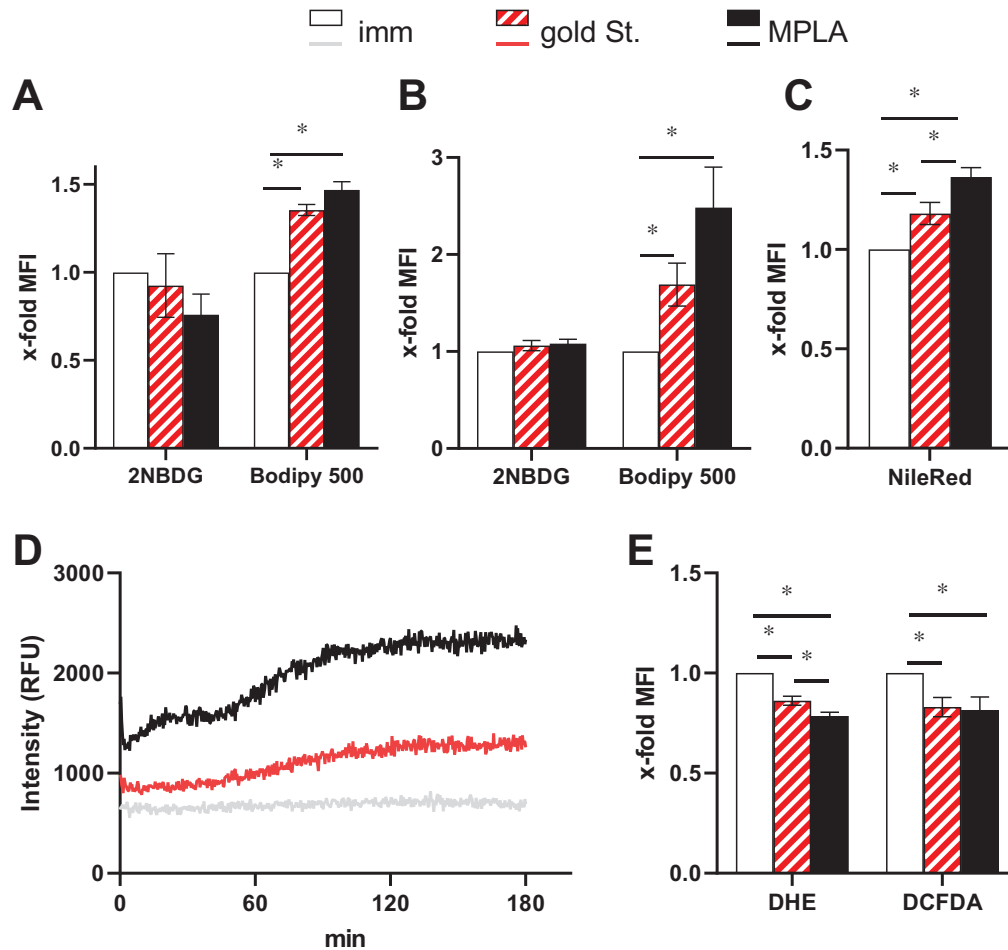 imm gold St. MPLA
A
x-fold MFI
1.5
1.0
0.5
0.0
* *
2NBDG Bodipy 500
B
x-fold MFI
3
2
1
0
* *
2NBDG Bodipy 500
C
x-fold MFI
1.5
1.0
0.5
0.0
* * *
NileRed
D
Intensity (RFU)
3000
2000
1000
0
0 60 120 180
min
E
x-fold MFI
1.5
1.0
0.5
0.0
* * * * *
DHE DCFDA